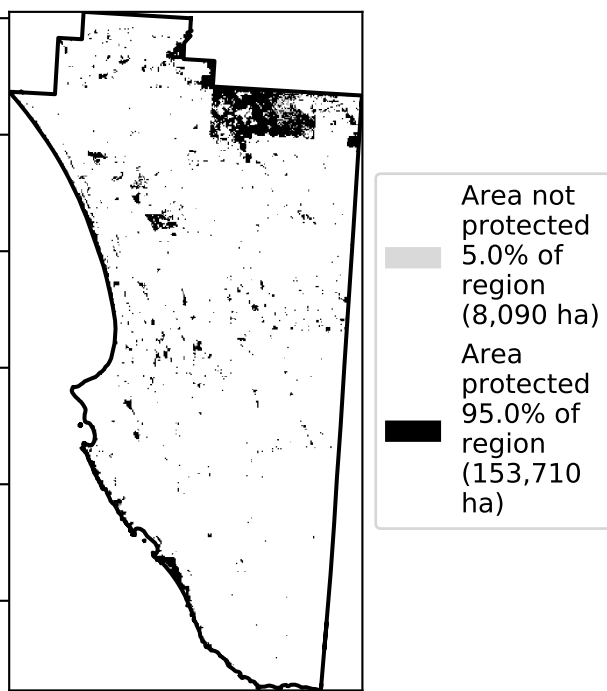 Area not
protected
5.0% of
region
(8,090 ha)
Area
protected
95.0% of
region
(153,710
ha)